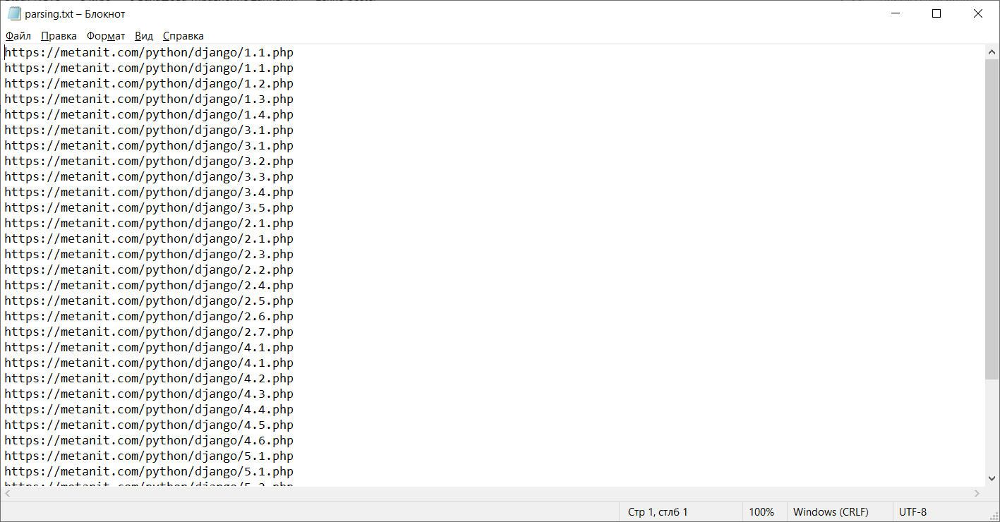 parsing.txt – Блокнот
Файл Правка Формат Вид Справка
https://metanit.com/python/django/1.1.php
https://metanit.com/python/django/1.1.php
https://metanit.com/python/django/1.2.php
https://metanit.com/python/django/1.3.php
https://metanit.com/python/django/1.4.php
https://metanit.com/python/django/3.1.php
https://metanit.com/python/django/3.1.php
https://metanit.com/python/django/3.2.php
https://metanit.com/python/django/3.3.php
https://metanit.com/python/django/3.4.php
https://metanit.com/python/django/3.5.php
https://metanit.com/python/django/2.1.php
https://metanit.com/python/django/2.1.php
https://metanit.com/python/django/2.3.php
https://metanit.com/python/django/2.2.php
https://metanit.com/python/django/2.4.php
https://metanit.com/python/django/2.5.php
https://metanit.com/python/django/2.6.php
https://metanit.com/python/django/2.7.php
https://metanit.com/python/django/4.1.php
https://metanit.com/python/django/4.1.php
https://metanit.com/python/django/4.2.php
https://metanit.com/python/django/4.3.php
https://metanit.com/python/django/4.4.php
https://metanit.com/python/django/4.5.php
https://metanit.com/python/django/4.6.php
https://metanit.com/python/django/5.1.php
https://metanit.com/python/django/5.1.php
Стр 1, стлб 1 100% Windows (CRLF) UTF-8